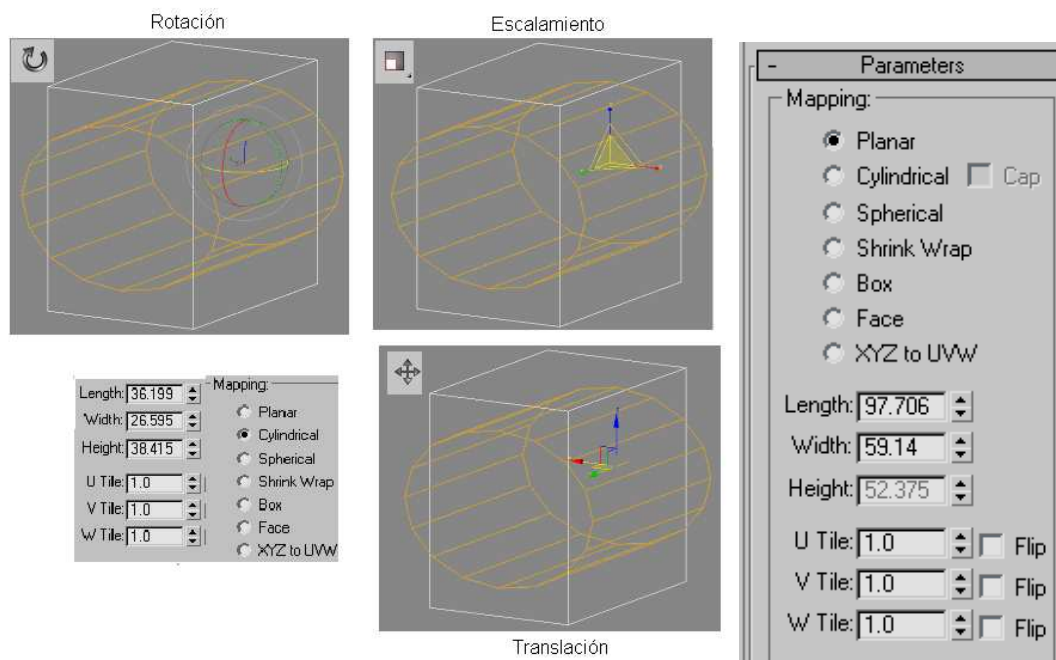 Rotación
Escalamiento
Translación
Length: 36.199
Width: 26.595
Height: 38.415
U Tile: 1.0
V Tile: 1.0
W Tile: 1.0
Mapping:
Planar
Cylindrical
Spherical
Shrink Wrap
Box
Face
XYZ to UVW
- Parameters
Mapping:
Planar
Cylindrical Cap
Spherical
Shrink Wrap
Box
Face
XYZ to UVW
Length: 97.706
Width: 59.14
Height: 52.375
U Tile: 1.0 Flip
V Tile: 1.0 Flip
W Tile: 1.0 Flip